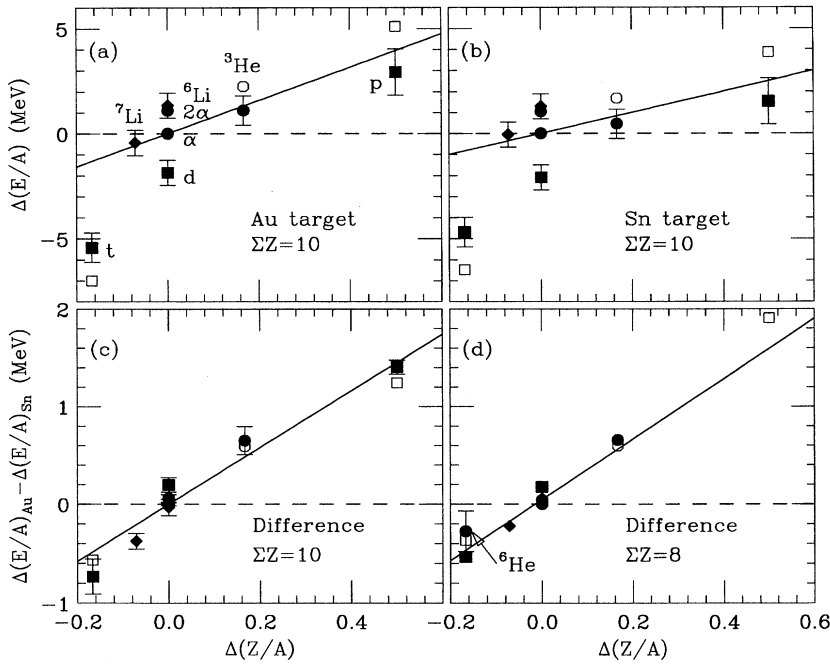 Δ(E/A) (MeV)
5
0
−5
(a)
⁷Li
⁶Li
2α
α
d
³He
p
t
Au target
ΣZ=10
(b)
Sn target
ΣZ=10
Δ(E/A)Au−Δ(E/A)Sn (MeV)
2
1
0
−1
(c)
Difference
ΣZ=10
(d)
⁶He
Difference
ΣZ=8
−0.2 0.0 0.2 0.4 −0.2 0.0 0.2 0.4 0.6
Δ(Z/A) Δ(Z/A)